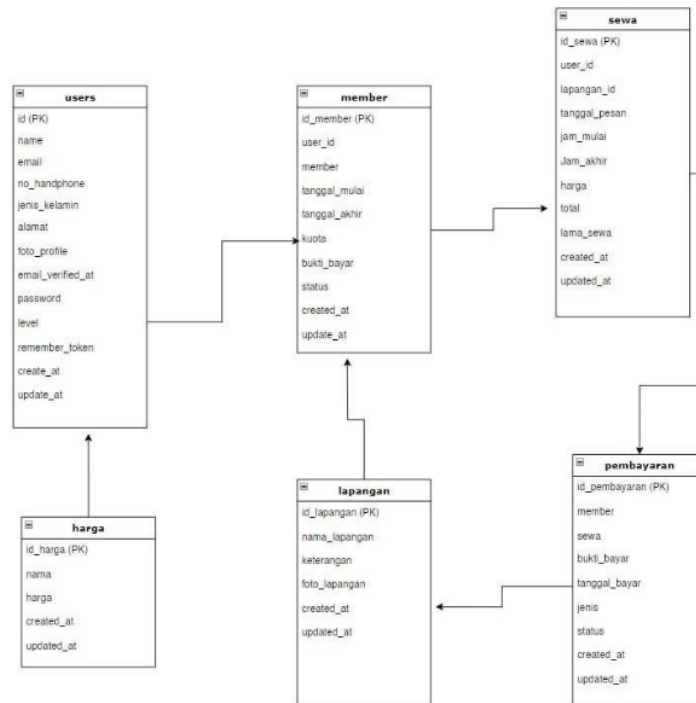 users
id (PK)
name
email
no_handphone
jenis_kelamin
alamat
foto_profile
email_verified_at
password
level
remember_token
create_at
update_at
member
id_member (PK)
user_id
member
tanggal_mulai
tanggal_akhir
kuota
bukti_bayar
status
created_at
update_at
sewa
id_sewa (PK)
user_id
lapangan_id
tanggal_pesan
jam_mulai
Jam_akhir
harga
total
lama_sewa
created_at
updated_at
harga
id_harga (PK)
nama
harga
created_at
updated_at
lapangan
id_lapangan (PK)
nama_lapangan
keterangan
foto_lapangan
created_at
updated_at
pembayaran
id_pembayaran (PK)
member
sewa
bukti_bayar
tanggal_bayar
jenis
status
created_at
updated_at